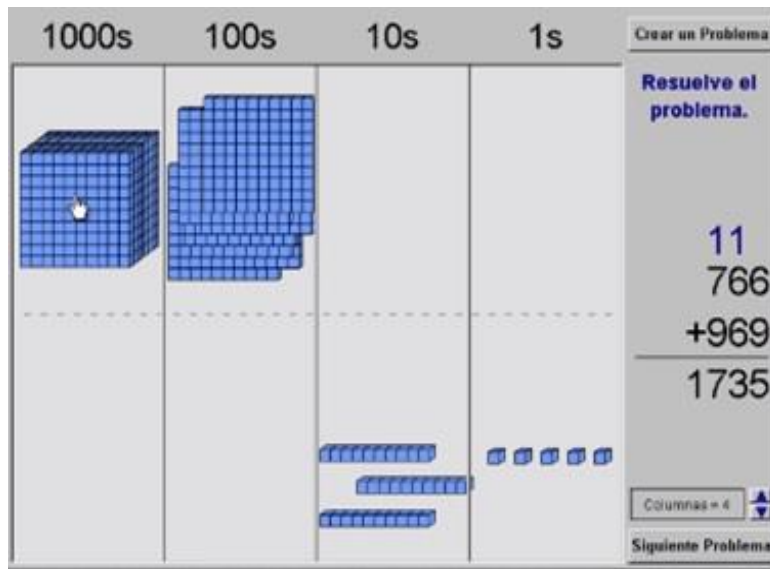 1000s 100s 10s 1s
Crear un Problema
Resuelve el
problema.
11
766
+969
1735
Columnas = 4
Siguiente Problema